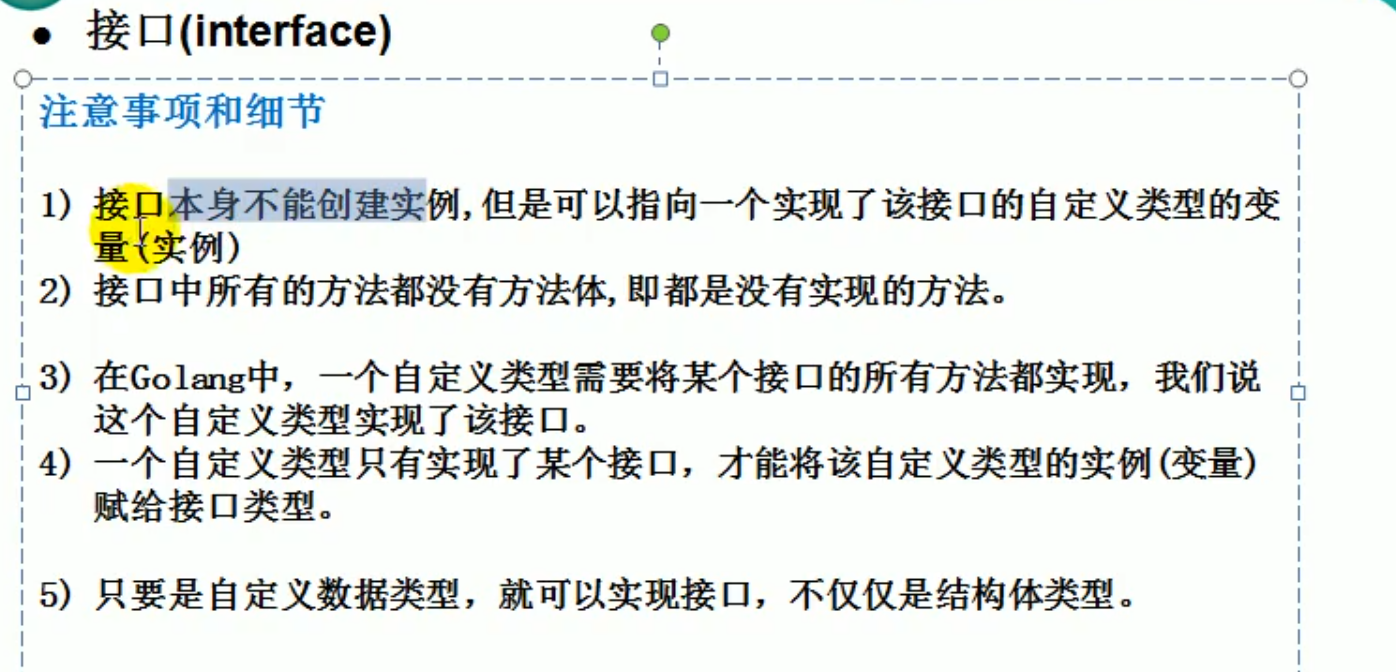 • 接口(interface)
注意事项和细节
1) 接口本身不能创建实例,但是可以指向一个实现了该接口的自定义类型的变
量(实例)
2) 接口中所有的方法都没有方法体,即都是没有实现的方法。
3) 在Golang中，一个自定义类型需要将某个接口的所有方法都实现，我们说
这个自定义类型实现了该接口。
4) 一个自定义类型只有实现了某个接口，才能将该自定义类型的实例(变量)
赋给接口类型。
5) 只要是自定义数据类型，就可以实现接口，不仅仅是结构体类型。